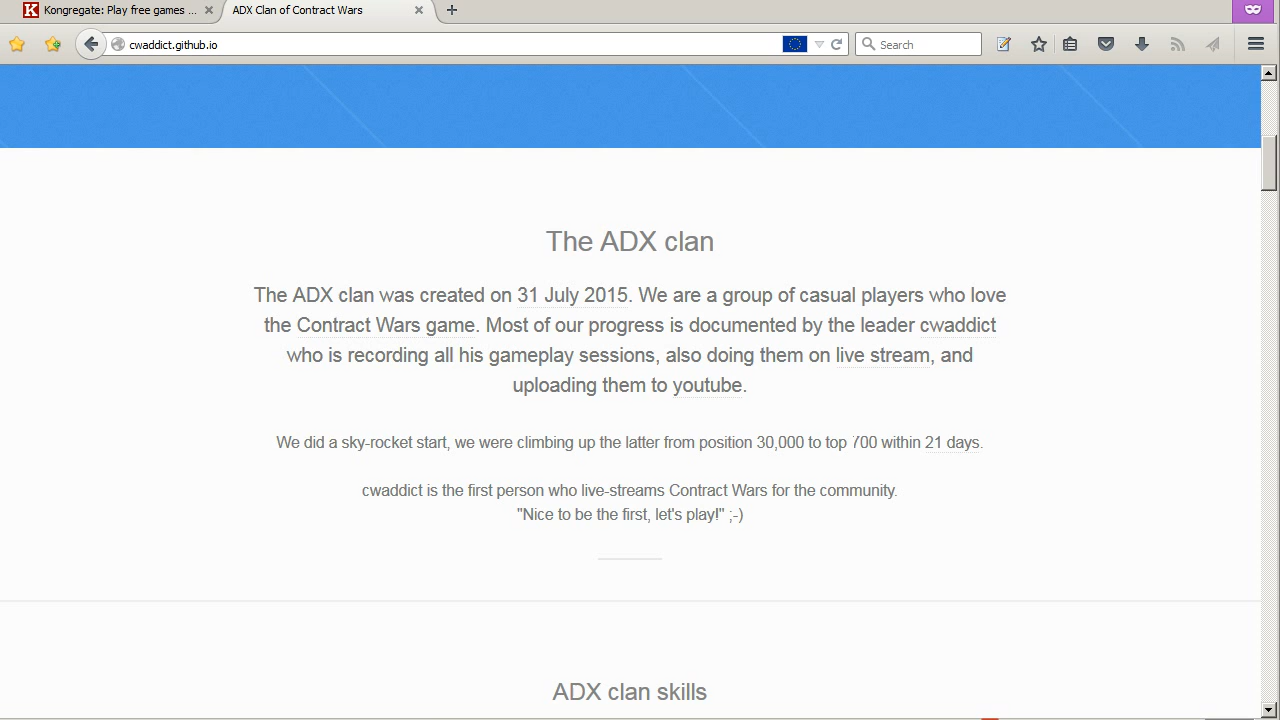 Kongregate: Play free games ...
ADX Clan of Contract Wars
cwaddict.github.io
Search
The ADX clan
The ADX clan was created on 31 July 2015. We are a group of casual players who love
the Contract Wars game. Most of our progress is documented by the leader cwaddict
who is recording all his gameplay sessions, also doing them on live stream, and
uploading them to youtube.
We did a sky-rocket start, we were climbing up the latter from position 30,000 to top 700 within 21 days.
cwaddict is the first person who live-streams Contract Wars for the community.
"Nice to be the first, let's play!" ;-)
ADX clan skills